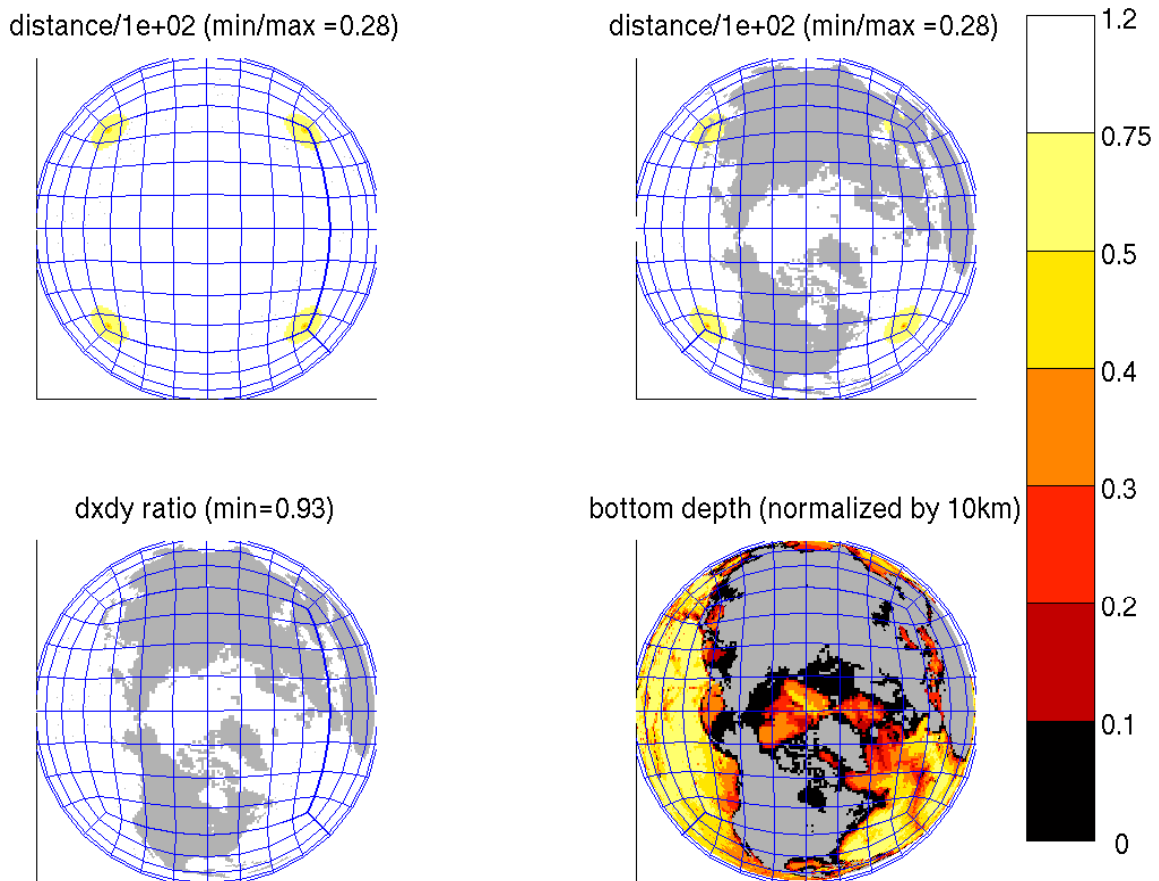 distance/1e+02 (min/max =0.28)
distance/1e+02 (min/max =0.28)
1.2
0.75
0.5
0.4
0.3
0.2
0.1
0
dxdy ratio (min=0.93)
bottom depth (normalized by 10km)